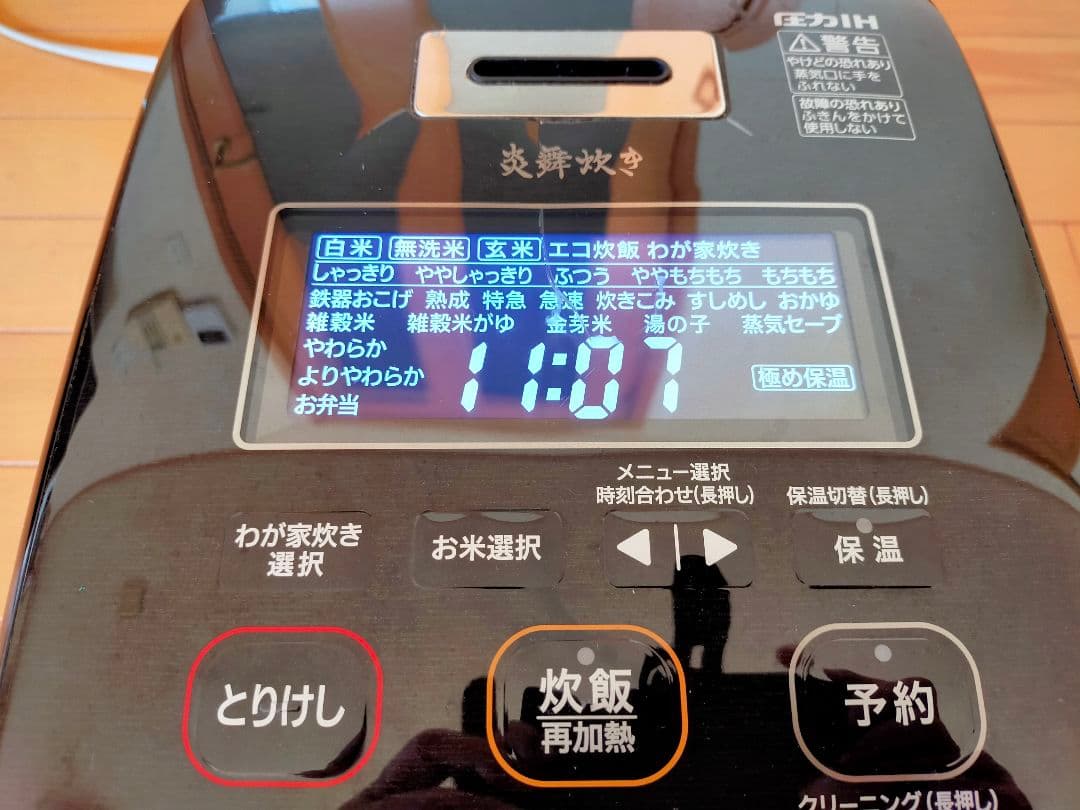 圧力IH
警告
やけどの恐れあり
蒸気口に手を
ふれない
故障の恐れあり
ふきんをかけて
使用しない
炎舞炊き
白米 無洗米 玄米 エコ炊飯 わが家炊き
しゃっきり ややしゃっきり ふつう ややもちもち もちもち
鉄器おこげ 熟成 特急 急速 炊きこみ すしめし おかゆ
雑穀米 雑穀米がゆ 金芽米 湯の子 蒸気セーブ
やわらか
よりやわらか
お弁当
11:07
極め保温
メニュー選択
時刻合わせ(長押し)
保温切替(長押し)
わが家炊き
選択
お米選択
保温
とりけし
炊飯
再加熱
予約
クリーニング(長押し)